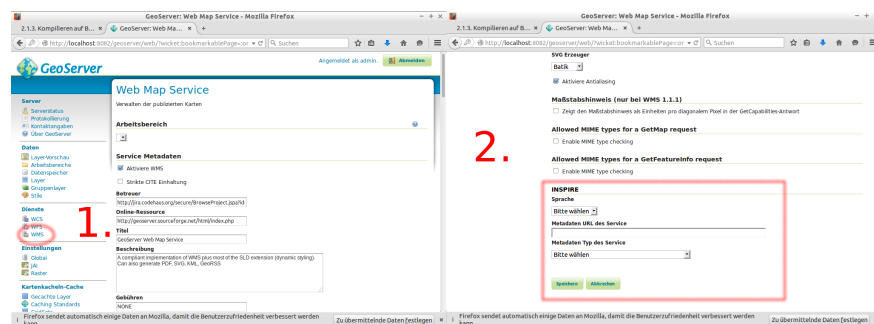 GeoServer: Web Map Service - Mozilla Firefox
2.1.3. Kompilieren auf B... × GeoServer: Web Ma... × +
http://localhost:8082/geoserver/web/?wicket:bookmarkablePage=:or Suchen
GeoServer
Angemeldet als admin. Abmelden
Server
Serverstatus
Protokollierung
Kontaktangaben
Über GeoServer
Daten
Layer-Vorschau
Arbeitsbereiche
Datenspeicher
Layer
Gruppenlayer
Stile
Dienste
WCS
WFS
WMS
Einstellungen
Global
JAI
Raster
Kartenkacheln-Cache
Gecachte Layer
Caching Standards
1.
Web Map Service
Verwalten der publizierten Karten
Arbeitsbereich
Service Metadaten
Aktiviere WMS
Strikte CITE Einhaltung
Betreuer
http://jira.codehaus.org/secure/BrowseProject.jspa?id
Online-Ressource
http://geoserver.sourceforge.net/html/index.php
Titel
GeoServer Web Map Service
Beschreibung
A compliant implementation of WMS plus most of the SLD extension (dynamic styling).
Can also generate PDF, SVG, KML, GeoRSS
Gebühren
NONE
Firefox sendet automatisch einige Daten an Mozilla, damit die Benutzerzufriedenheit verbessert werden
kann.
Zu übermittelnde Daten festlegen
GeoServer: Web Map Service - Mozilla Firefox
2.1.3. Kompilieren auf B... × GeoServer: Web Ma... × +
http://localhost:8082/geoserver/web/?wicket:bookmarkablePage=:or Suchen
SVG Erzeuger
Batik
Aktiviere Antialiasing
Maßstabshinweis (nur bei WMS 1.1.1)
Zeigt den Maßstabshinweis als Einheiten pro diagonalem Pixel in der GetCapabilities-Antwort
Allowed MIME types for a GetMap request
Enable MIME type checking
Allowed MIME types for a GetFeatureInfo request
Enable MIME type checking
2.
INSPIRE
Sprache
Bitte wählen
Metadaten URL des Service
Metadaten Typ des Service
Bitte wählen
Speichern Abbrechen
Firefox sendet automatisch einige Daten an Mozilla, damit die Benutzerzufriedenheit verbessert werden
kann.
Zu übermittelnde Daten festlegen